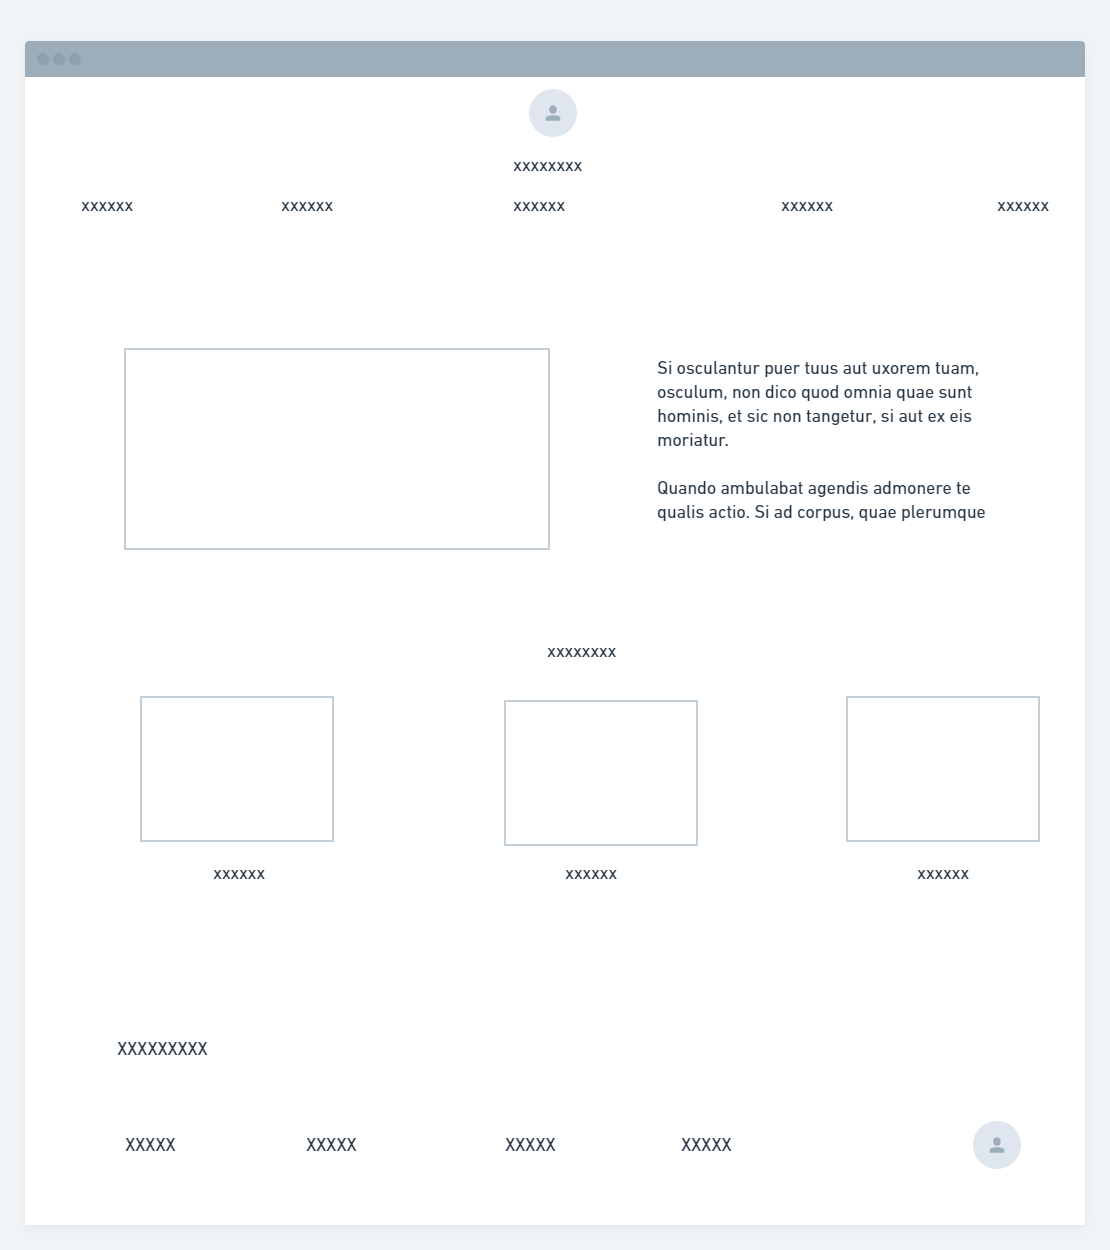 xxxxxxxx
xxxxxx xxxxxx xxxxxx xxxxxx xxxxxx
Si osculantur puer tuus aut uxorem tuam,
osculum, non dico quod omnia quae sunt
hominis, et sic non tangetur, si aut ex eis
moriatur.
Quando ambulabat agendis admonere te
qualis actio. Si ad corpus, quae plerumque
xxxxxxxx
xxxxxx xxxxxx xxxxxx
XXXXXXXXX
XXXXX XXXXX XXXXX XXXXX